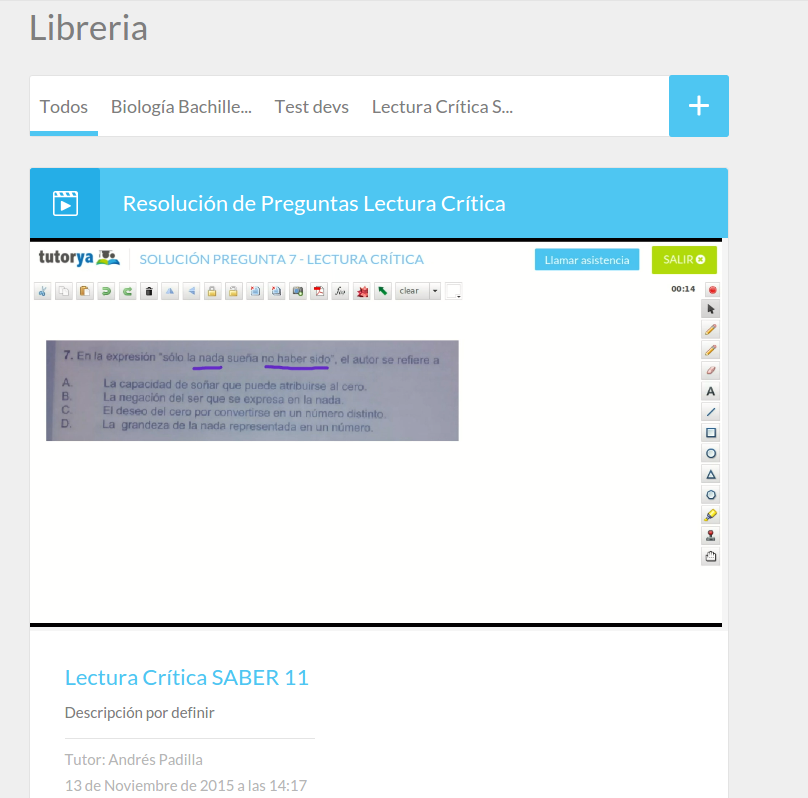 Libreria
Todos Biología Bachille... Test devs Lectura Crítica S... +
Resolución de Preguntas Lectura Crítica
tutorya SOLUCIÓN PREGUNTA 7 - LECTURA CRÍTICA Llamar asistencia SALIR
f(x) clear 00:14
A
7. En la expresión "sólo la nada sueña no haber sido", el autor se refiere a
A. La capacidad de soñar que puede atribuirse al cero.
B. La negación del ser que se expresa en la nada.
C. El deseo del cero por convertirse en un número distinto.
D. La grandeza de la nada representada en un número.
Lectura Crítica SABER 11
Descripción por definir
Tutor: Andrés Padilla
13 de Noviembre de 2015 a las 14:17